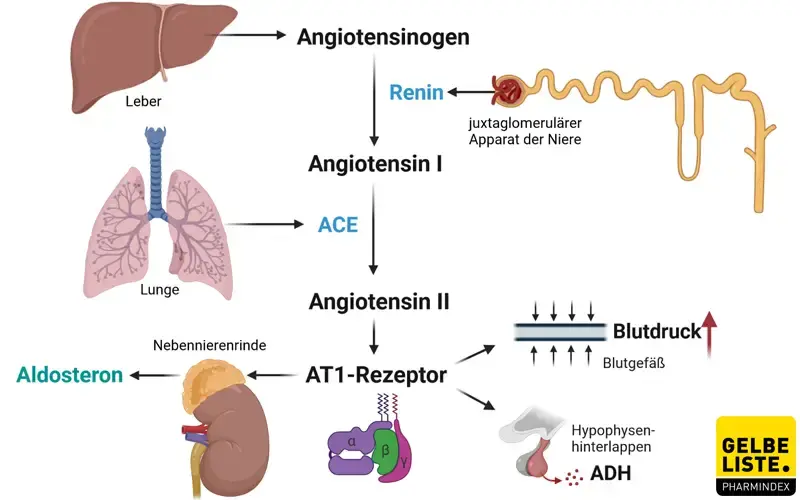 Angiotensinogen
Leber
Renin
juxtaglomerulärer
Apparat der Niere
Angiotensin I
ACE
Lunge
Angiotensin II
Blutdruck
Blutgefäß
Nebennierenrinde
Aldosteron
AT1-Rezeptor
α
β
γ
Hypophysen-
hinterlappen
ADH
GELBE
LISTE.
PHARMINDEX